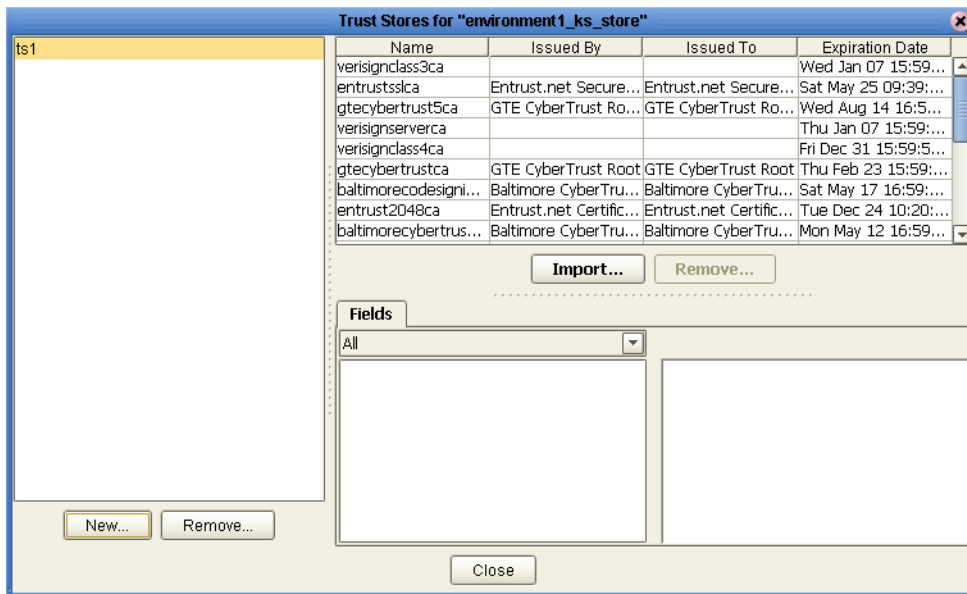 Trust Stores for "environment1_ks_store"
ts1
Name Issued By Issued To Expiration Date
verisignclass3ca Wed Jan 07 15:59...
entrustsslca Entrust.net Secure... Entrust.net Secure... Sat May 25 09:39:...
gtecybertrust5ca GTE CyberTrust Ro... GTE CyberTrust Ro... Wed Aug 14 16:5...
verisignserverca Thu Jan 07 15:59:...
verisignclass4ca Fri Dec 31 15:59:5...
gtecybertrustca GTE CyberTrust Root GTE CyberTrust Root Thu Feb 23 15:59:...
baltimorecodesigni... Baltimore CyberTru... Baltimore CyberTru... Sat May 17 16:59:...
entrust2048ca Entrust.net Certific... Entrust.net Certific... Tue Dec 24 10:20:...
baltimorecybertrus... Baltimore CyberTru... Baltimore CyberTru... Mon May 12 16:59...
Import... Remove...
Fields
All
New... Remove...
Close